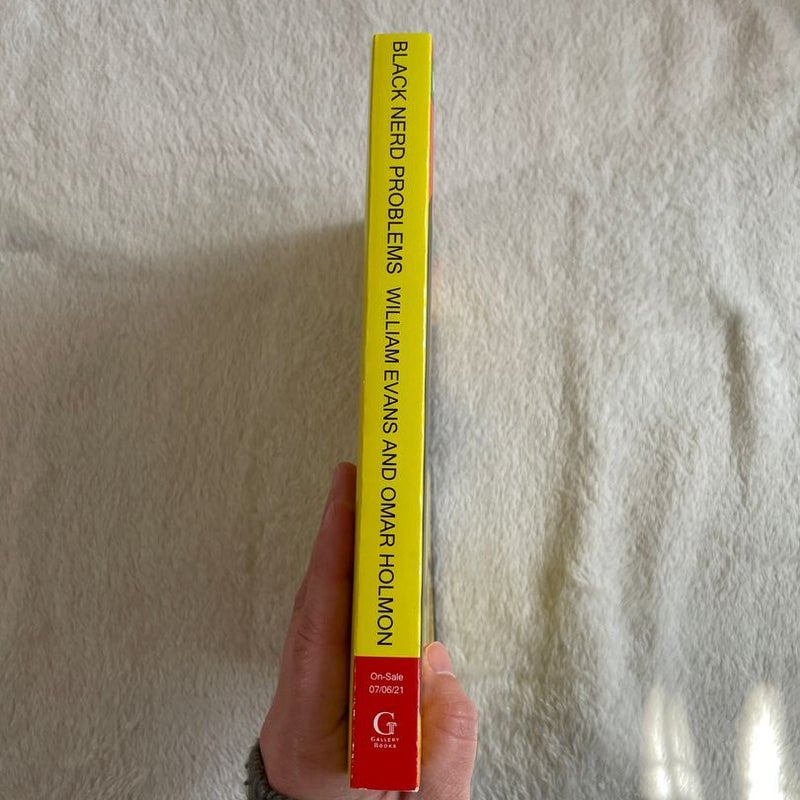 BLACK NERD PROBLEMS WILLIAM EVANS AND OMAR HOLMON
On-Sale
07/06/21
G
GALLERY
BOOKS